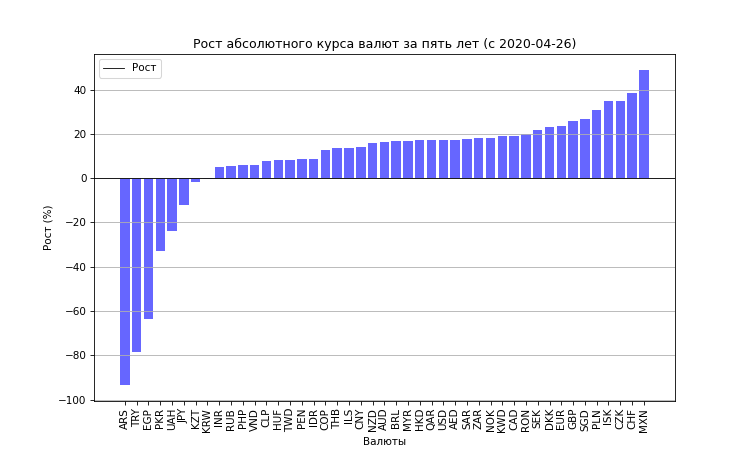 Рост абсолютного курса валют за пять лет (с 2020-04-26)
Рост
40
20
0
−20
−40
−60
−80
−100
Рост (%)
ARS TRY EGP PKR UAH JPY KZT KRW INR RUB PHP VND CLP HUF TWD PEN IDR COP THB ILS CNY NZD AUD BRL MYR HKD QAR USD AED SAR ZAR NOK KWD CAD RON SEK DKK EUR GBP SGD PLN ISK CZK CHF MXN
Валюты